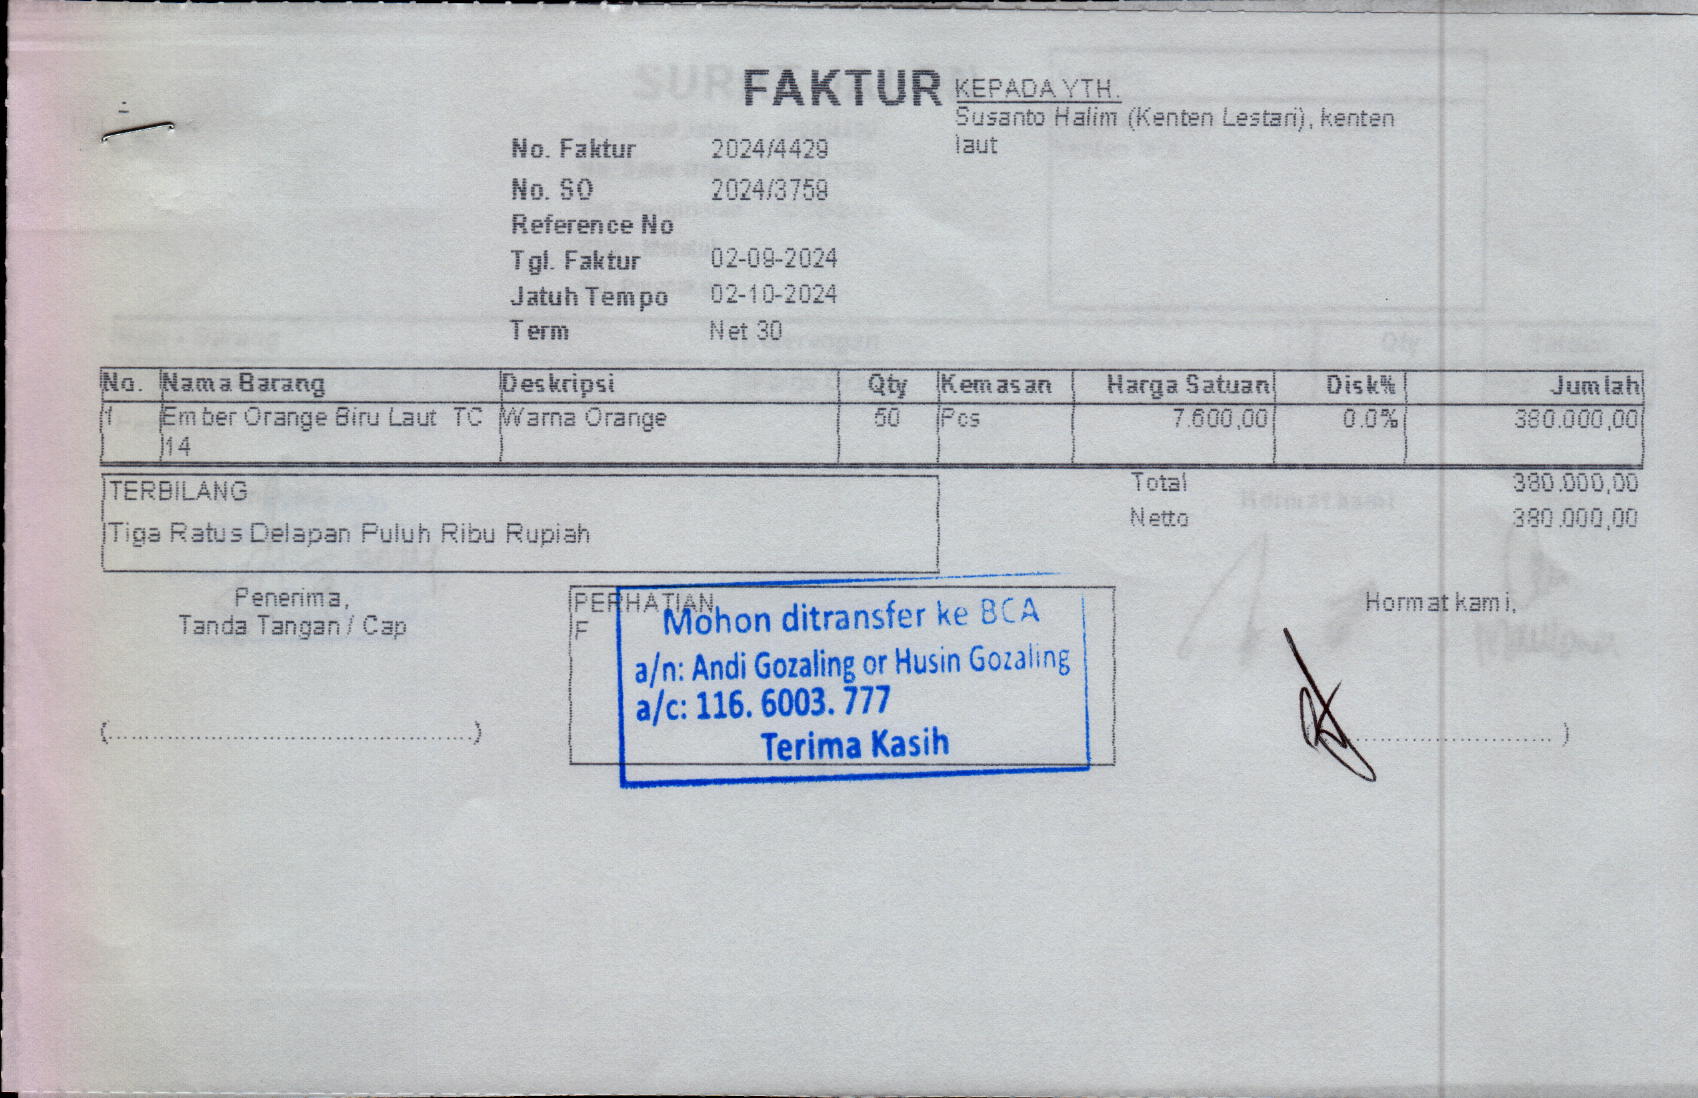 FAKTUR
KEPADA YTH.
Susanto Halim (Kenten Lestari), kenten
laut
No. Faktur 2024/4429
No. SO 2024/3759
Reference No
Tgl. Faktur 02-09-2024
Jatuh Tempo 02-10-2024
Term Net 30
No. Nama Barang Deskripsi Qty Kemasan Harga Satuan Disk% Jumlah
1 Ember Orange Biru Laut TC Warna Orange 50 Pcs 7.600,00 0.0% 380.000,00
14
TERBILANG
Tiga Ratus Delapan Puluh Ribu Rupiah
Total 380.000,00
Netto 380.000,00
Penerima,
Tanda Tangan / Cap
(..................................................)
PERHATIAN
F
Mohon ditransfer ke BCA
a/n: Andi Gozaling or Husin Gozaling
a/c: 116. 6003. 777
Terima Kasih
Hormat kami,